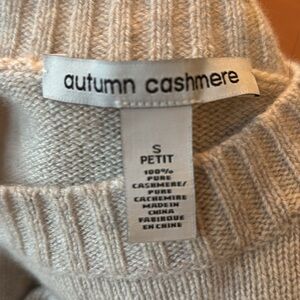 autumn cashmere
S
PETIT
100%
PURE
CASHMERE/
PURE
CACHEMIRE
MADE IN
CHINA
FABRIQUE
EN CHINE